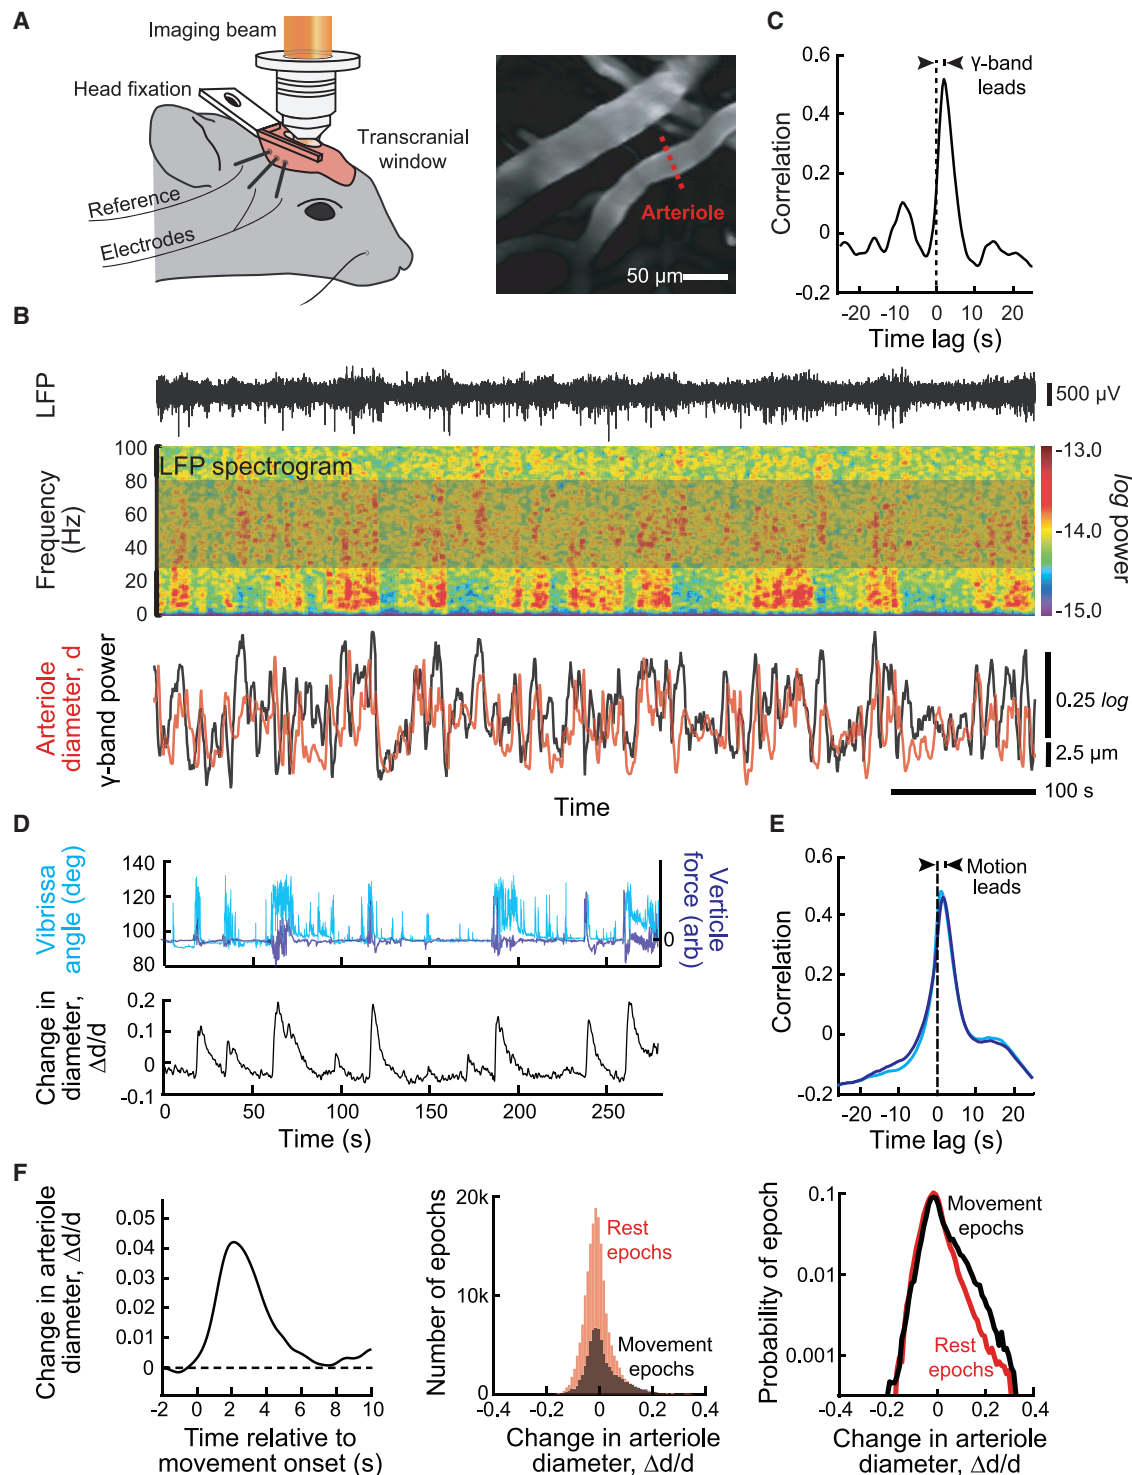 A
Imaging beam
Head fixation
Transcranial
window
Reference
Electrodes
Arteriole
50 µm
C
0.6
0.4
0.2
0
-0.2
Correlation
γ-band
leads
-20 -10 0 10 20
Time lag (s)
B
LFP
500 µV
LFP spectrogram
100
80
60
40
20
0
Frequency
(Hz)
-13.0
-14.0
-15.0
log power
Arteriole
diameter, d
γ-band power
0.25 log
2.5 µm
100 s
Time
D
Vibrissa
angle (deg)
140
120
100
80
0
Verticle
force (arb)
Change in
diameter,
Δd/d
0.2
0.1
0
-0.1
0 50 100 150 200 250
Time (s)
E
0.6
0.4
0.2
0
-0.2
Correlation
Motion
leads
-20 -10 0 10 20
Time lag (s)
F
Change in arteriole
diameter, Δd/d
0.05
0.04
0.03
0.02
0.01
0
-2 0 2 4 6 8 10
Time relative to
movement onset (s)
Number of epochs
20k
10k
0
Rest
epochs
Movement
epochs
-0.4 -0.2 0 0.2 0.4
Change in arteriole
diameter, Δd/d
Probability of epoch
0.1
0.01
0.001
Movement
epochs
Rest
epochs
-0.4 -0.2 0 0.2 0.4
Change in arteriole
diameter, Δd/d